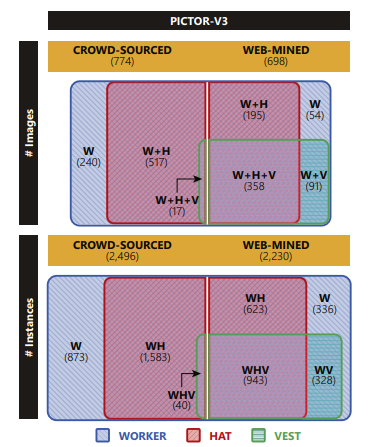 PICTOR-V3
CROWD-SOURCED
(774)
WEB-MINED
(698)
# Images
W
(240)
W+H
(517)
W+H+V
(17)
W+H
(195)
W
(54)
W+H+V
(358
W+V
(91)
CROWD-SOURCED
(2,496)
WEB-MINED
(2,230)
# Instances
W
(873)
WH
(1,583)
WHV
(40)
WH
(623)
W
(336)
WHV
(943)
WV
(328)
WORKER
HAT
VEST